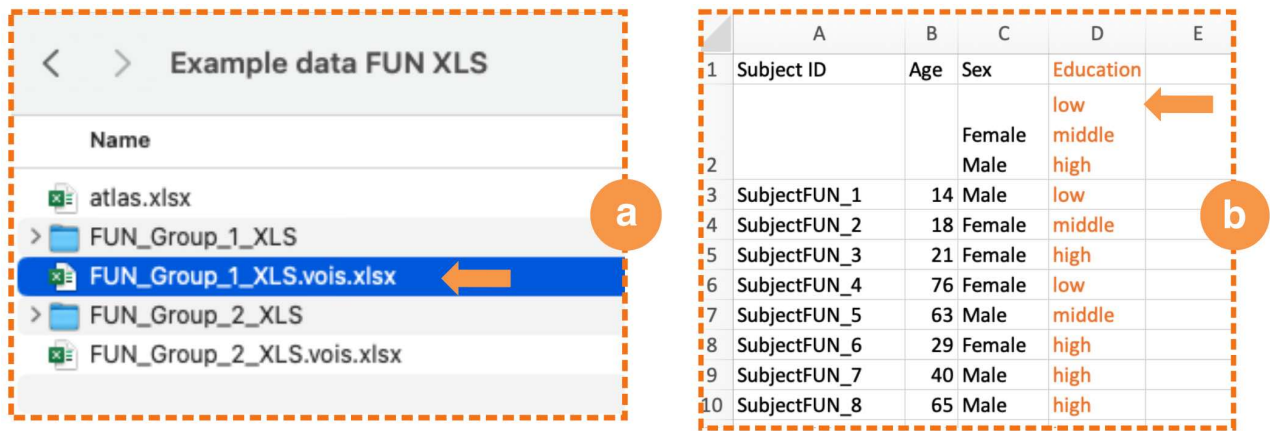 Example data FUN XLS
Name
atlas.xlsx
FUN_Group_1_XLS
FUN_Group_1_XLS.vois.xlsx
FUN_Group_2_XLS
FUN_Group_2_XLS.vois.xlsx
a
A B C D E
1 Subject ID Age Sex Education
low
Female middle
2 Male high
3 SubjectFUN_1 14 Male low
4 SubjectFUN_2 18 Female middle
5 SubjectFUN_3 21 Female high
6 SubjectFUN_4 76 Female low
7 SubjectFUN_5 63 Male middle
8 SubjectFUN_6 29 Female high
9 SubjectFUN_7 40 Male high
10 SubjectFUN_8 65 Male high
b